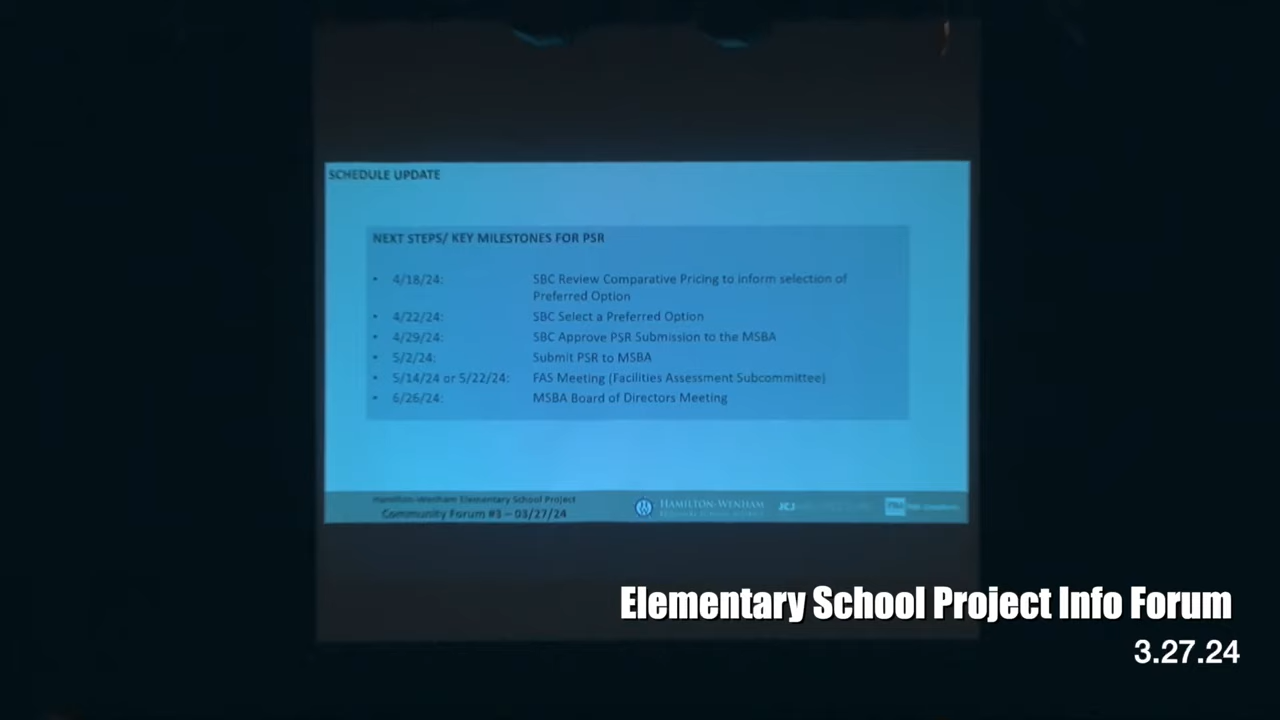 SCHEDULE UPDATE
NEXT STEPS/ KEY MILESTONES FOR PSR
• 4/18/24: SBC Review Comparative Pricing to inform selection of
Preferred Option
• 4/22/24: SBC Select a Preferred Option
• 4/29/24: SBC Approve PSR Submission to the MSBA
• 5/2/24: Submit PSR to MSBA
• 5/14/24 or 5/22/24: FAS Meeting (Facilities Assessment Subcommittee)
• 6/26/24: MSBA Board of Directors Meeting
Hamilton-Wenham Elementary School Project
Community Forum #3 – 03/27/24
HAMILTON-WENHAM
JCJ
Elementary School Project Info Forum
3.27.24